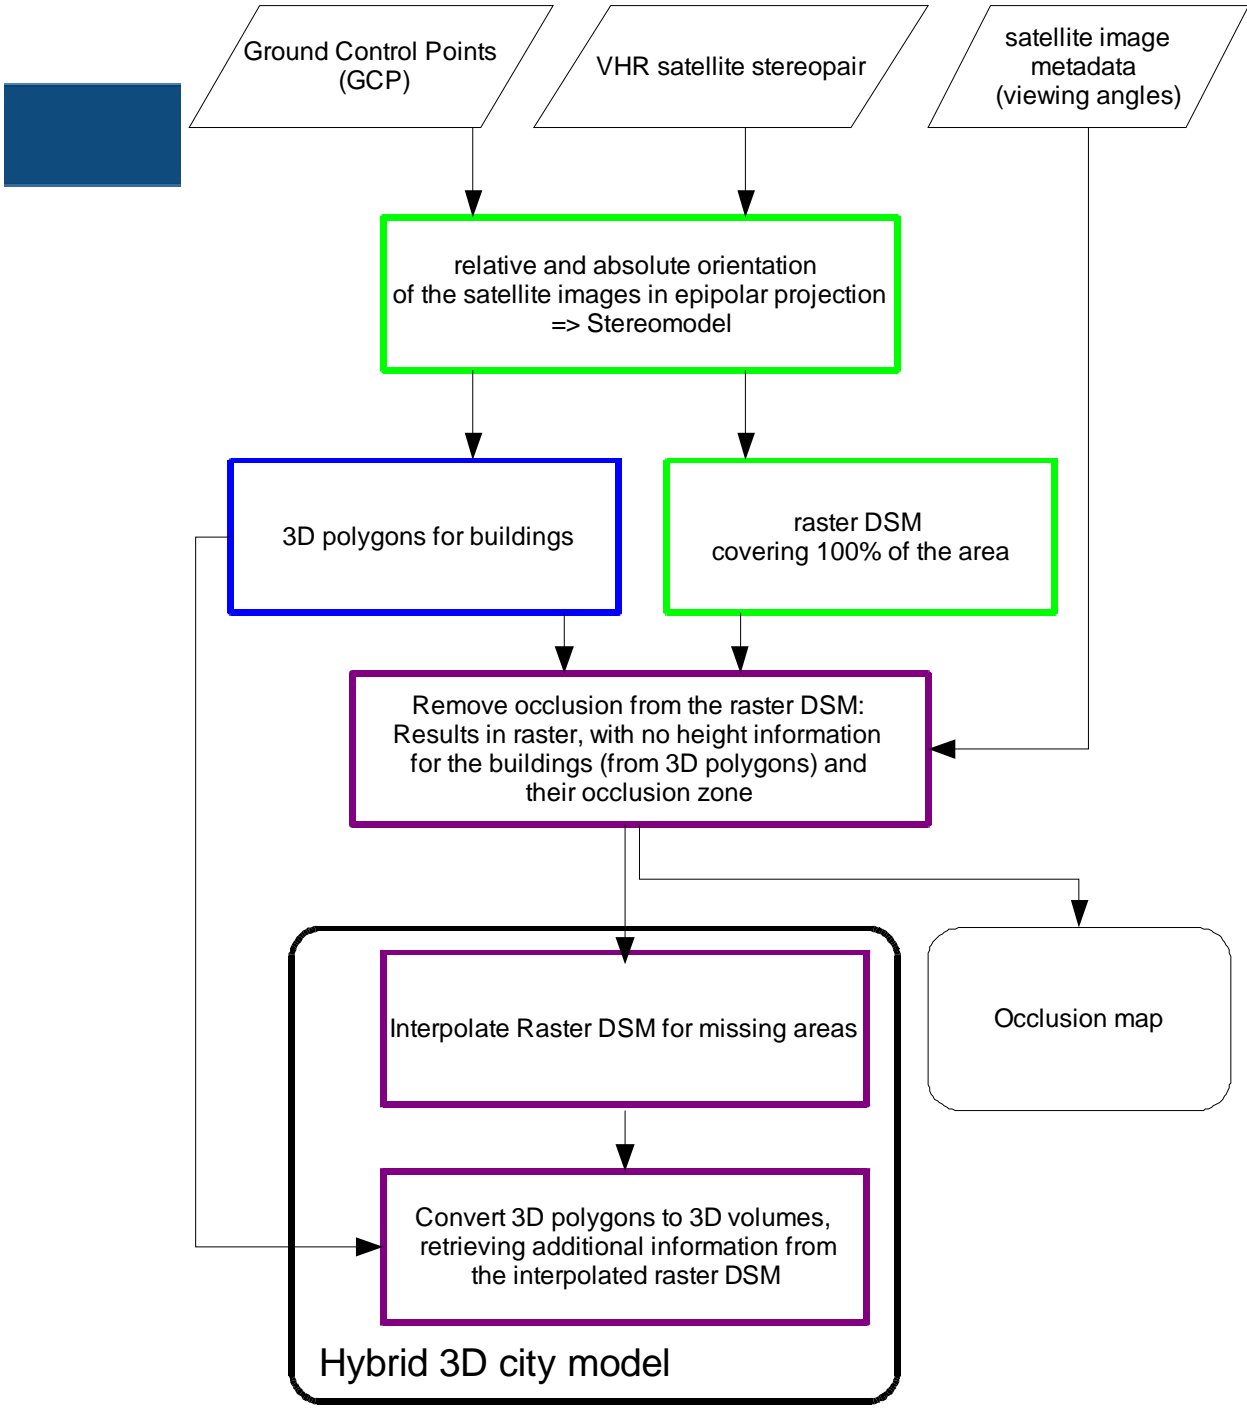 Ground Control Points
(GCP)
VHR satellite stereopair
satellite image
metadata
(viewing angles)
relative and absolute orientation
of the satellite images in epipolar projection
=> Stereomodel
3D polygons for buildings
raster DSM
covering 100% of the area
Remove occlusion from the raster DSM:
Results in raster, with no height information
for the buildings (from 3D polygons) and
their occlusion zone
Interpolate Raster DSM for missing areas
Occlusion map
Convert 3D polygons to 3D volumes,
retrieving additional information from
the interpolated raster DSM
Hybrid 3D city model